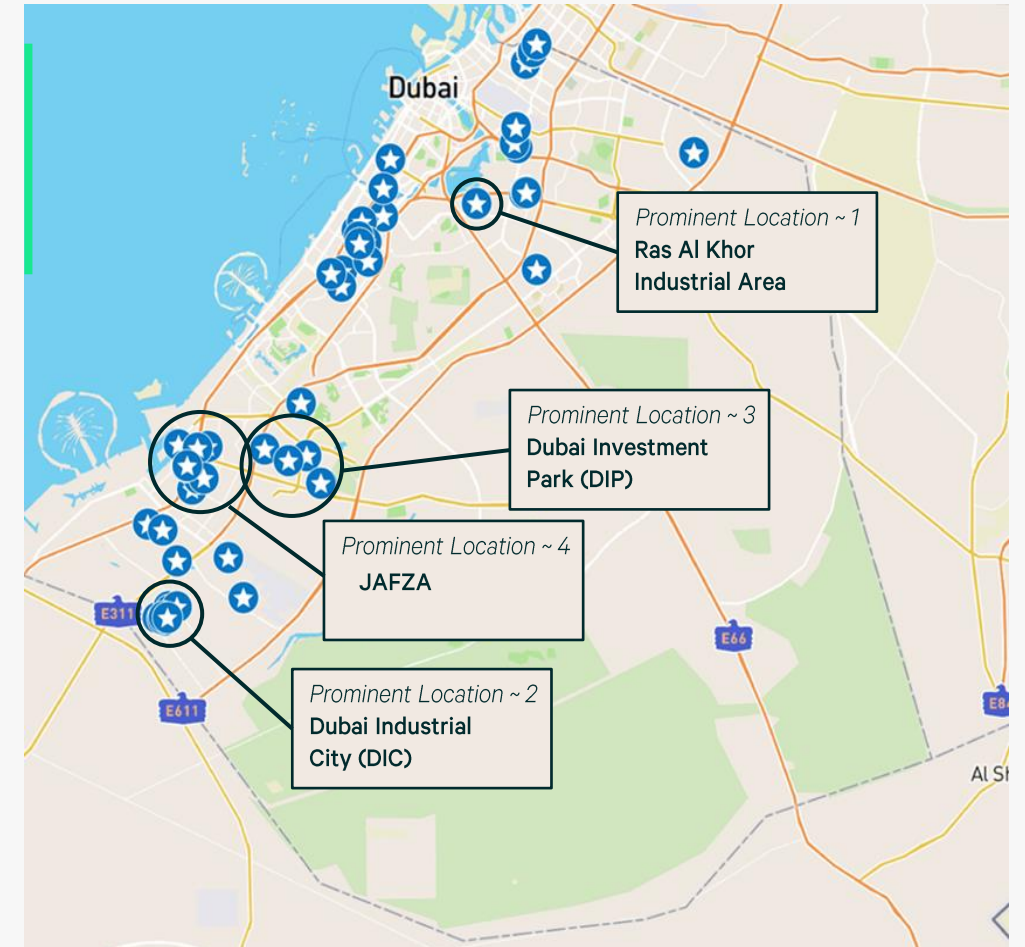 Dubai
Prominent Location ~ 1
Ras Al Khor
Industrial Area
Prominent Location ~ 3
Dubai Investment
Park (DIP)
Prominent Location ~ 4
JAFZA
E311
E66
E611
Prominent Location ~ 2
Dubai Industrial
City (DIC)